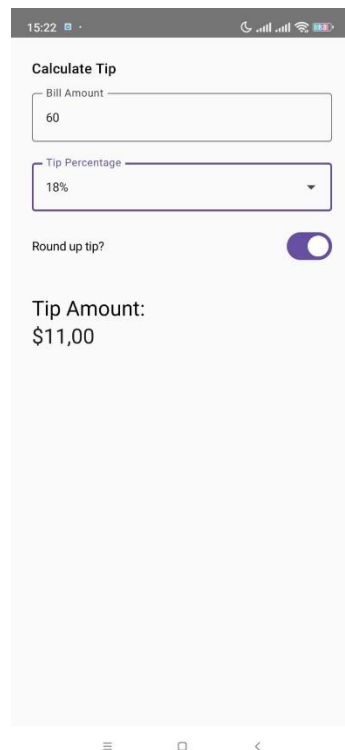 15:22
Calculate Tip
Bill Amount
60
Tip Percentage
18%
Round up tip?
Tip Amount:
$11,00